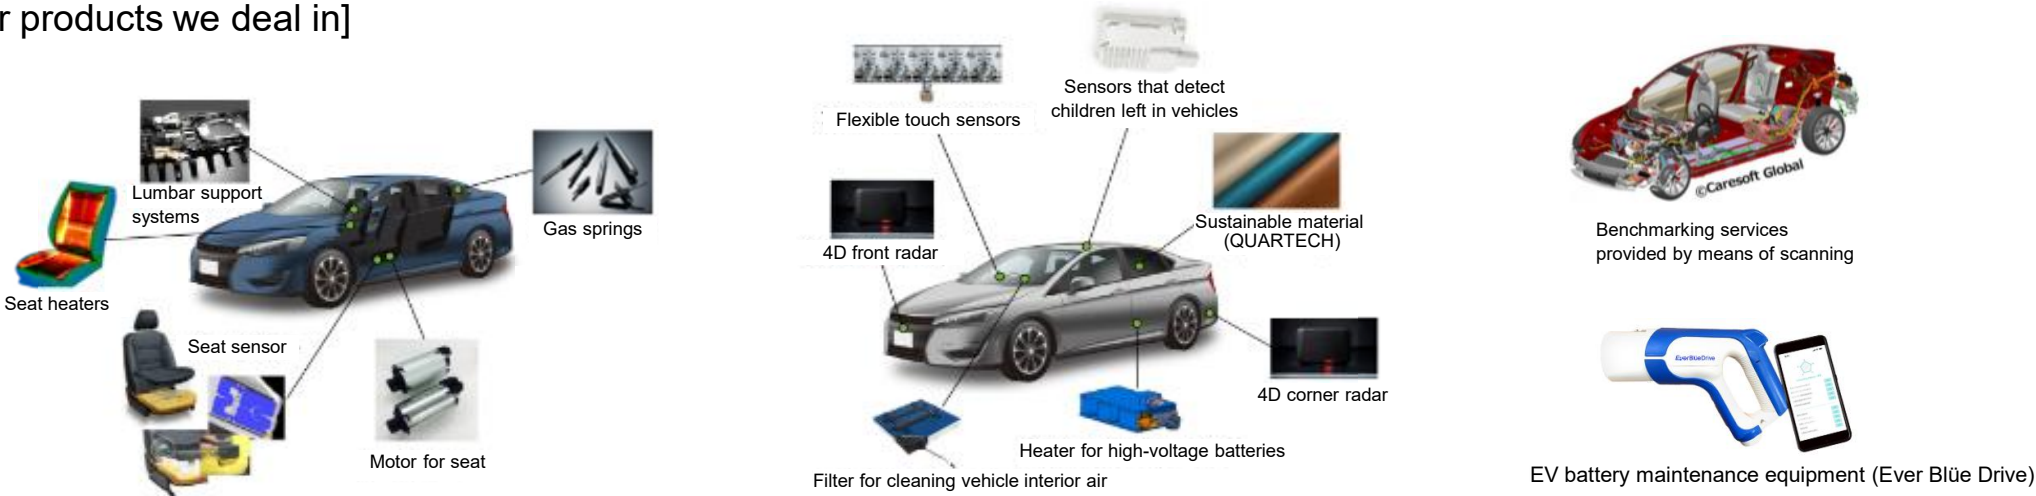 r products we deal in]
Lumbar support
systems
Gas springs
Seat heaters
Seat sensor
Motor for seat
Flexible touch sensors
Sensors that detect
children left in vehicles
4D front radar
Sustainable material
(QUARTECH)
4D corner radar
Heater for high-voltage batteries
Filter for cleaning vehicle interior air
©Caresoft Global
Benchmarking services
provided by means of scanning
EverBlüeDrive
EV battery maintenance equipment (Ever Blüe Drive)